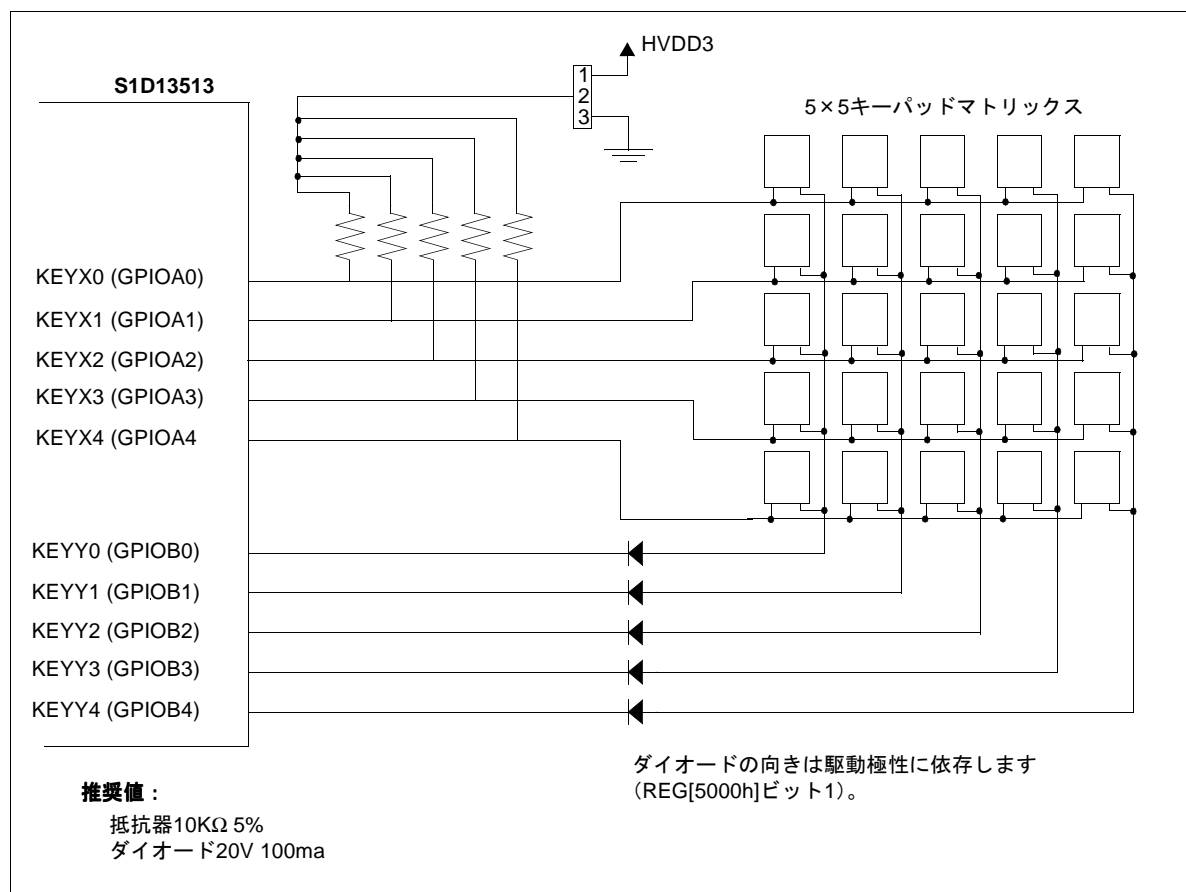 HVDD3
S1D13513
1
2
3
5×5キーパッドマトリックス
KEYX0 (GPIOA0)
KEYX1 (GPIOA1)
KEYX2 (GPIOA2)
KEYX3 (GPIOA3)
KEYX4 (GPIOA4
KEYY0 (GPIOB0)
KEYY1 (GPIOB1)
KEYY2 (GPIOB2)
KEYY3 (GPIOB3)
KEYY4 (GPIOB4)
ダイオードの向きは駆動極性に依存します
(REG[5000h]ビット1)。
推奨値：
抵抗器10KΩ 5%
ダイオード20V 100ma